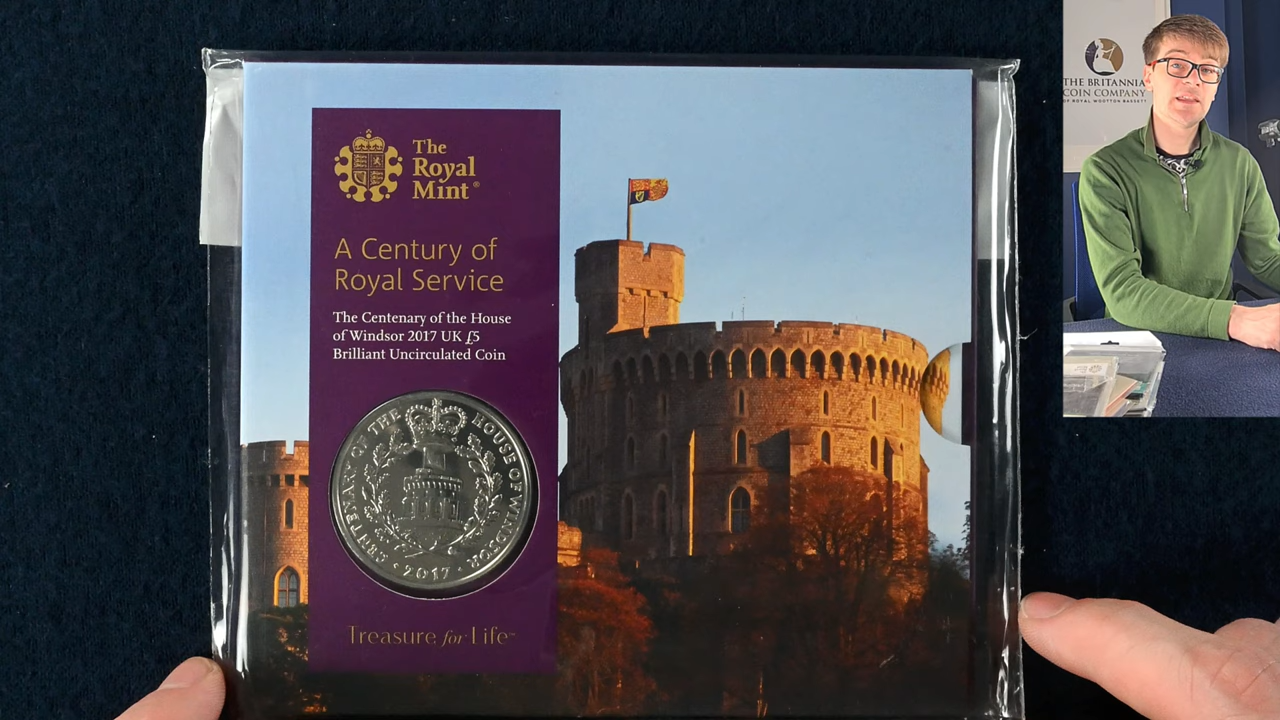 The
Royal
Mint®
A Century of
Royal Service
The Centenary of the House
of Windsor 2017 UK £5
Brilliant Uncirculated Coin
CENTENARY OF THE HOUSE OF WINDSOR
· 2017 ·
Treasure for Life™
THE BRITANNIA
COIN COMPANY
OF ROYAL WOOTTON BASSETT